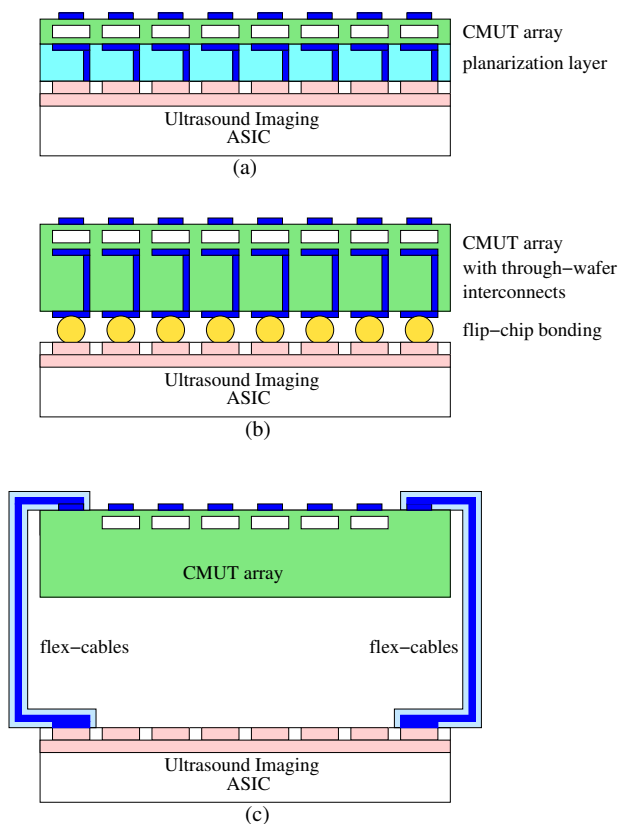 CMUT array
planarization layer
Ultrasound Imaging
ASIC
(a)
CMUT array
with through−wafer
interconnects
flip−chip bonding
Ultrasound Imaging
ASIC
(b)
CMUT array
flex−cables
flex−cables
Ultrasound Imaging
ASIC
(c)